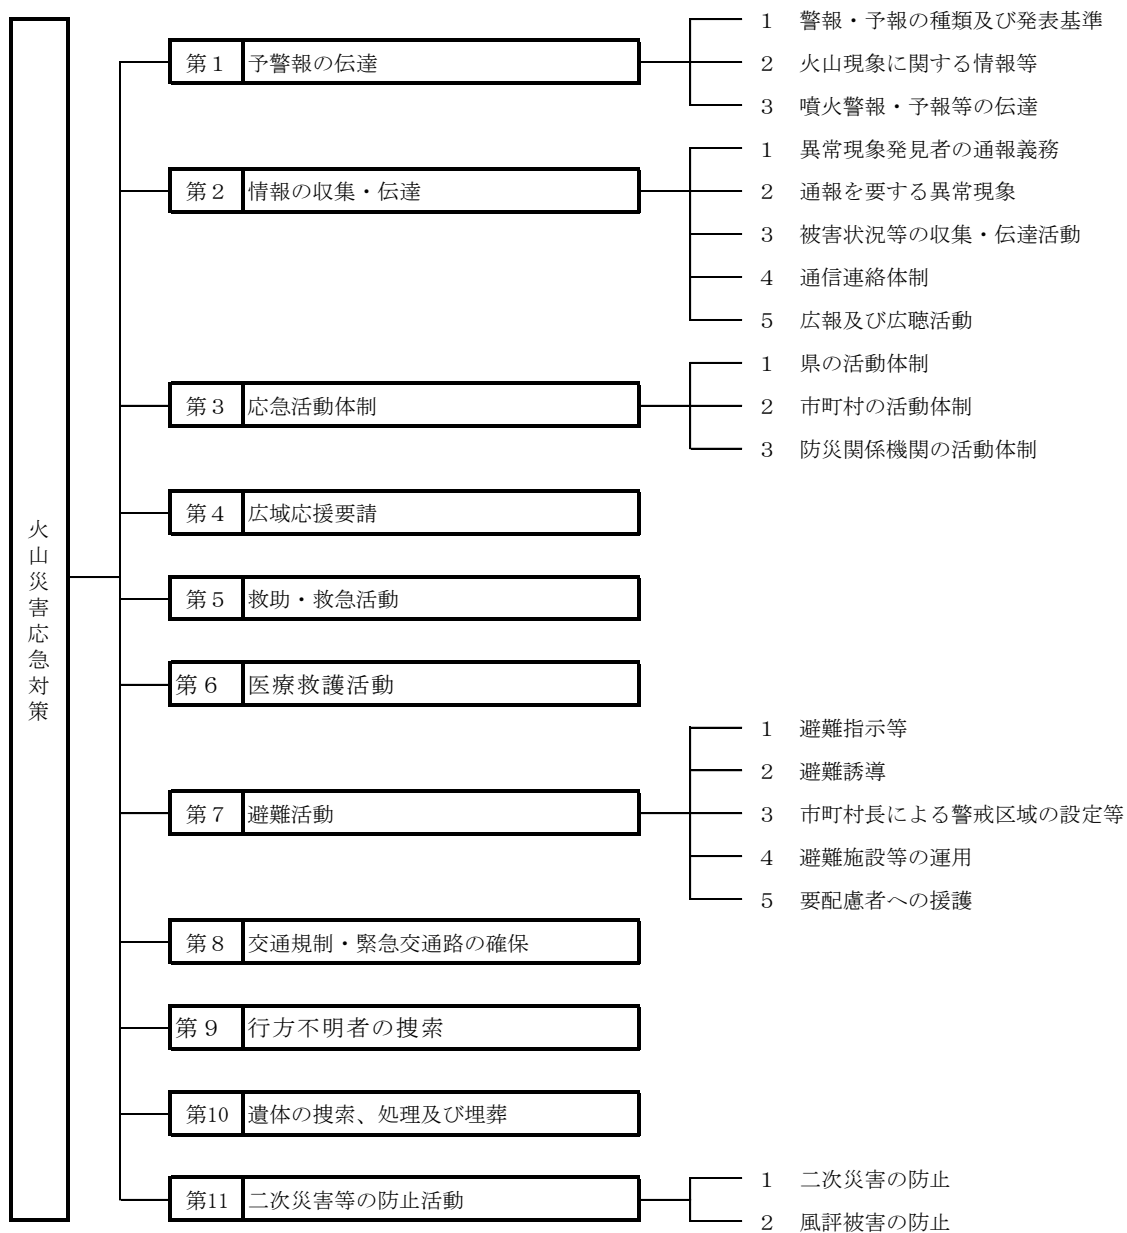 火山災害応急対策
第１ 予警報の伝達
１ 警報・予報の種類及び発表基準
２ 火山現象に関する情報等
３ 噴火警報・予報等の伝達
第２ 情報の収集・伝達
１ 異常現象発見者の通報義務
２ 通報を要する異常現象
３ 被害状況等の収集・伝達活動
４ 通信連絡体制
５ 広報及び広聴活動
第３ 応急活動体制
１ 県の活動体制
２ 市町村の活動体制
３ 防災関係機関の活動体制
第４ 広域応援要請
第５ 救助・救急活動
第６ 医療救護活動
第７ 避難活動
１ 避難指示等
２ 避難誘導
３ 市町村長による警戒区域の設定等
４ 避難施設等の運用
５ 要配慮者への援護
第８ 交通規制・緊急交通路の確保
第９ 行方不明者の捜索
第10 遺体の捜索、処理及び埋葬
第11 二次災害等の防止活動
１ 二次災害の防止
２ 風評被害の防止